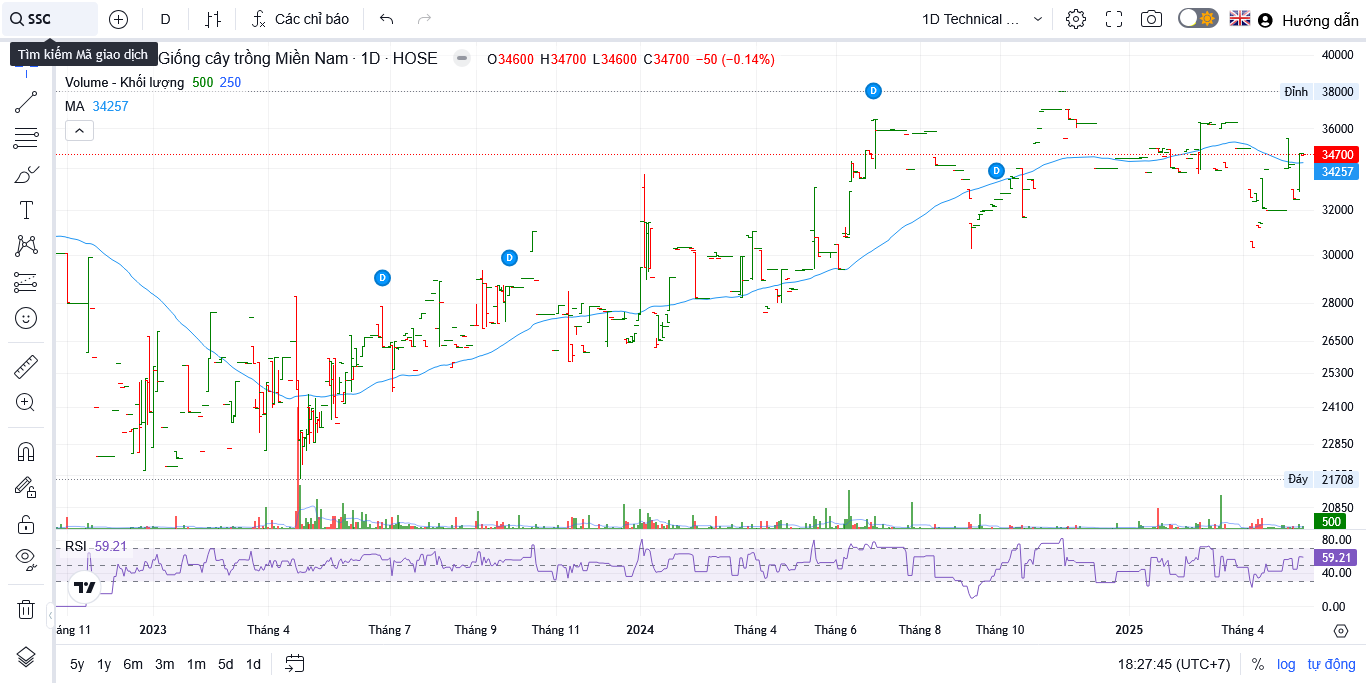 SSC
D
Các chỉ báo
1D Technical ...
Hướng dẫn
Tìm kiếm Mã giao dịch
Giống cây trồng Miền Nam · 1D · HOSE
O34600 H34700 L34600 C34700 −50 (−0.14%)
Volume - Khối lượng 500 250
MA 34257
40000
Đỉnh 38000
36000
34700
34257
32000
30000
28000
26500
25300
24100
22850
Đáy 21708
20850
500
D
D
D
D
RSI 59.21
80.00
59.21
40.00
0.00
áng 11
2023
Tháng 4
Tháng 7
Tháng 9
Tháng 11
2024
Tháng 4
Tháng 6
Tháng 8
Tháng 10
2025
Tháng 4
5y 1y 6m 3m 1m 5d 1d
18:27:45 (UTC+7)
% log tự động